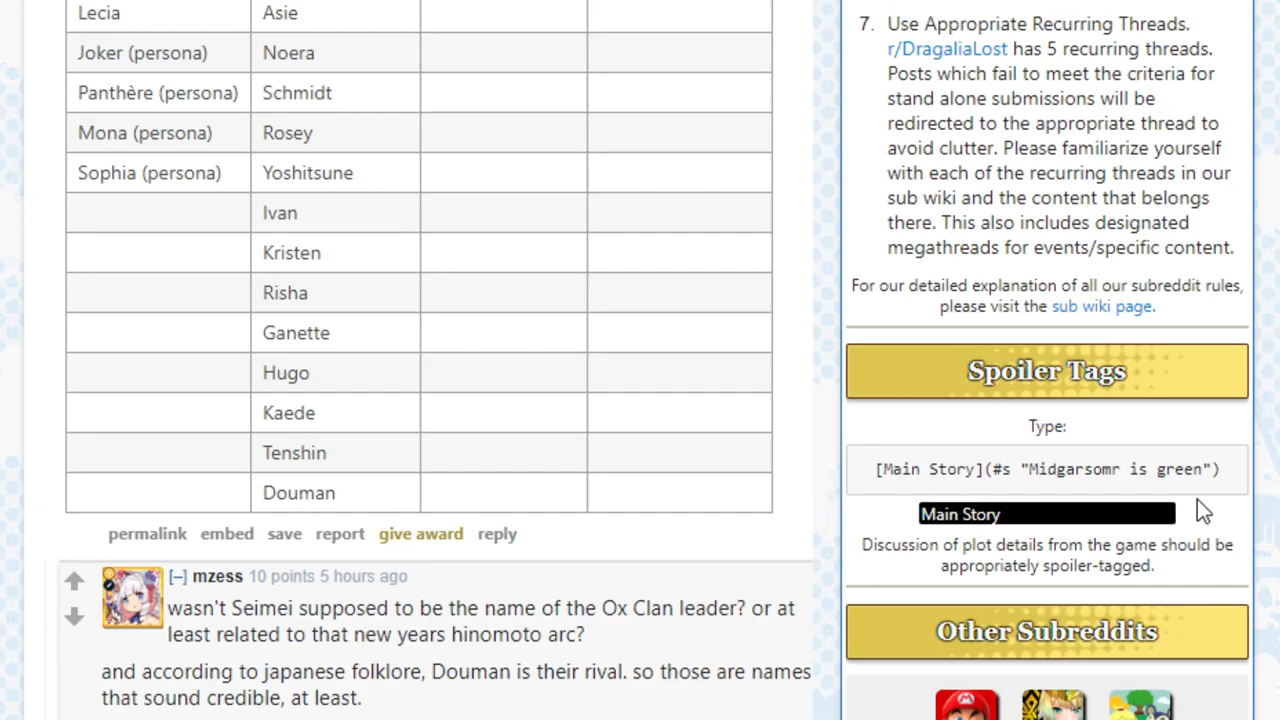 Lecia Asie
Joker (persona) Noera
Panthère (persona) Schmidt
Mona (persona) Rosey
Sophia (persona) Yoshitsune
Ivan
Kristen
Risha
Ganette
Hugo
Kaede
Tenshin
Douman
permalink embed save report give award reply
[–] mzess 10 points 5 hours ago
wasn't Seimei supposed to be the name of the Ox Clan leader? or at
least related to that new years hinomoto arc?
and according to japanese folklore, Douman is their rival. so those are names
that sound credible, at least.
7. Use Appropriate Recurring Threads.
r/DragaliaLost has 5 recurring threads.
Posts which fail to meet the criteria for
stand alone submissions will be
redirected to the appropriate thread to
avoid clutter. Please familiarize yourself
with each of the recurring threads in our
sub wiki and the content that belongs
there. This also includes designated
megathreads for events/specific content.
For our detailed explanation of all our subreddit rules,
please visit the sub wiki page.
Spoiler Tags
Type:
[Main Story](#s "Midgarsomr is green")
Main Story
Discussion of plot details from the game should be
appropriately spoiler-tagged.
Other Subreddits